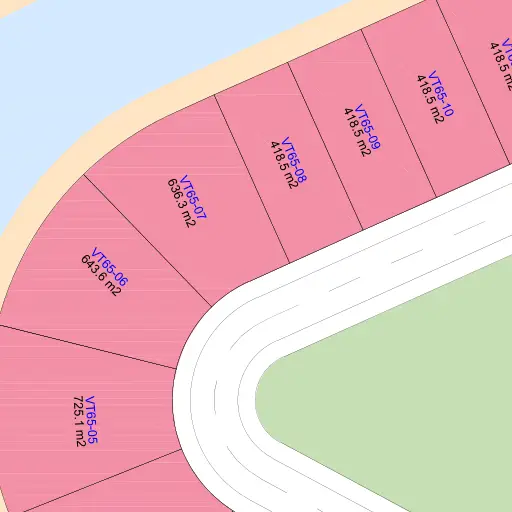 VT65-10
418.5 m2
VT65-09
418.5 m2
VT65-08
418.5 m2
VT65-07
636.3 m2
VT65-06
643.6 m2
VT65-05
725.1 m2
418.5 m2